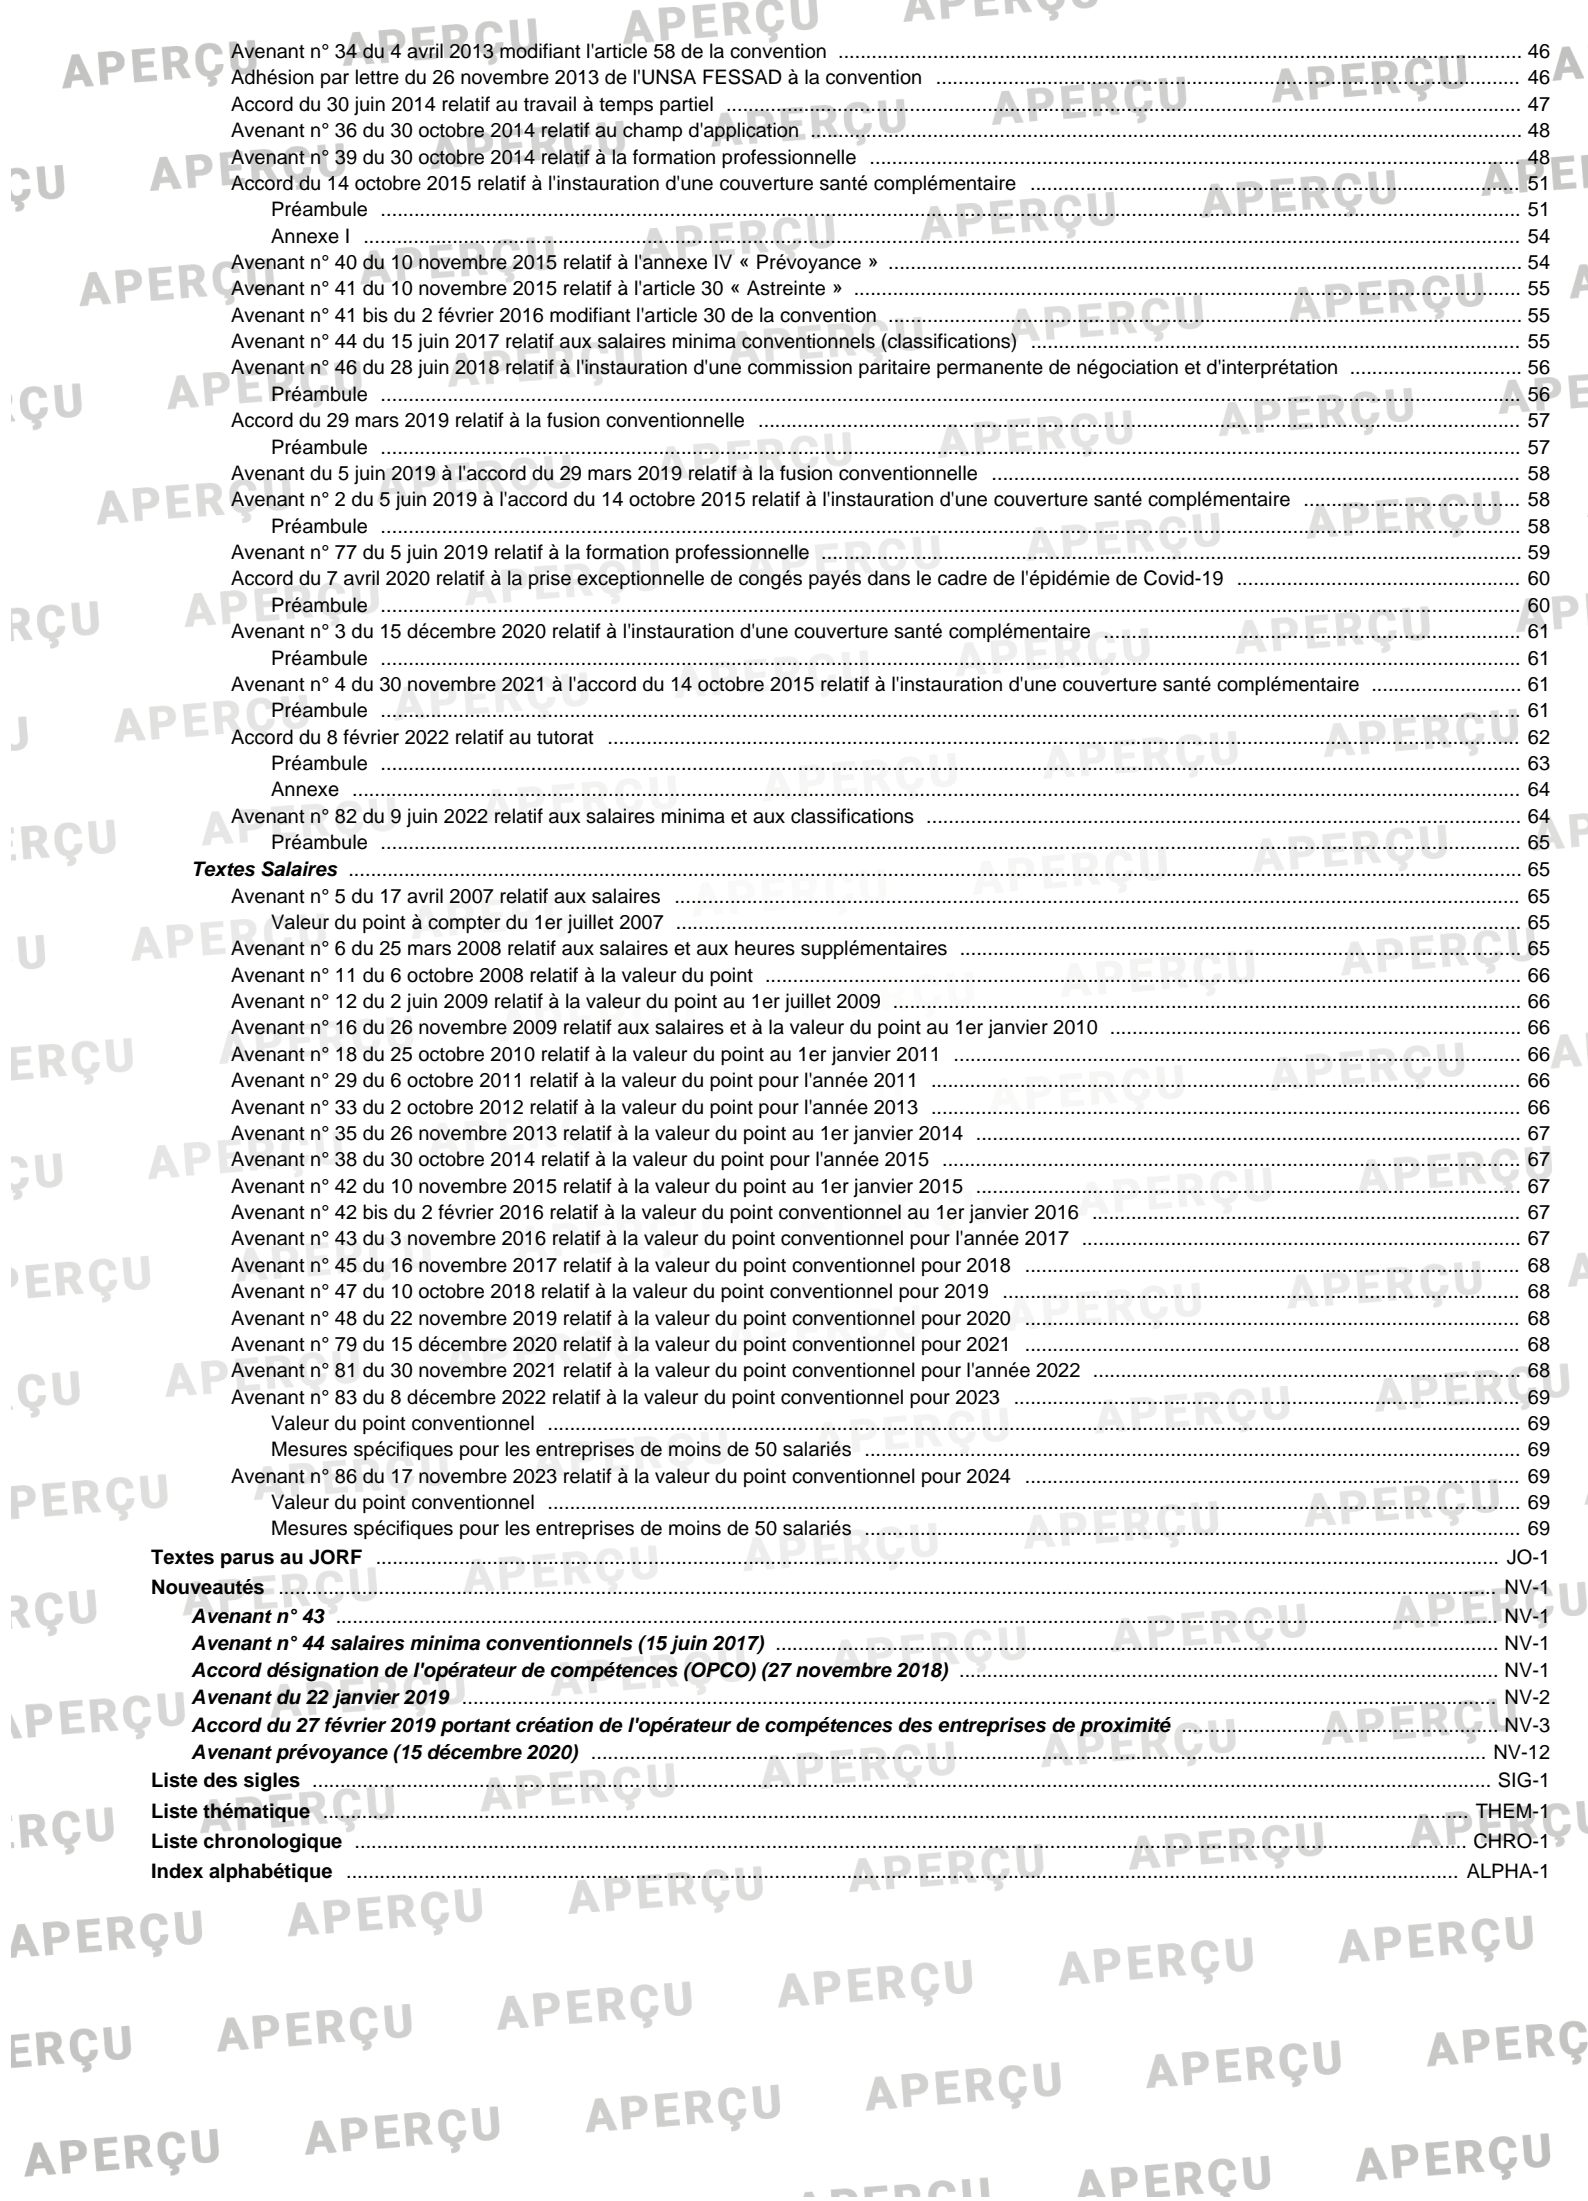 Avenant n° 34 du 4 avril 2013 modifiant l'article 58 de la convention ... 46
Adhésion par lettre du 26 novembre 2013 de l'UNSA FESSAD à la convention ... 46
Accord du 30 juin 2014 relatif au travail à temps partiel ... 47
Avenant n° 36 du 30 octobre 2014 relatif au champ d'application ... 48
Avenant n° 39 du 30 octobre 2014 relatif à la formation professionnelle ... 48
Accord du 14 octobre 2015 relatif à l'instauration d'une couverture santé complémentaire ... 51
Préambule ... 51
Annexe I ... 54
Avenant n° 40 du 10 novembre 2015 relatif à l'annexe IV « Prévoyance » ... 54
Avenant n° 41 du 10 novembre 2015 relatif à l'article 30 « Astreinte » ... 55
Avenant n° 41 bis du 2 février 2016 modifiant l'article 30 de la convention ... 55
Avenant n° 44 du 15 juin 2017 relatif aux salaires minima conventionnels (classifications) ... 55
Avenant n° 46 du 28 juin 2018 relatif à l'instauration d'une commission paritaire permanente de négociation et d'interprétation ... 56
Préambule ... 56
Accord du 29 mars 2019 relatif à la fusion conventionnelle ... 57
Préambule ... 57
Avenant du 5 juin 2019 à l'accord du 29 mars 2019 relatif à la fusion conventionnelle ... 58
Avenant n° 2 du 5 juin 2019 à l'accord du 14 octobre 2015 relatif à l'instauration d'une couverture santé complémentaire ... 58
Préambule ... 58
Avenant n° 77 du 5 juin 2019 relatif à la formation professionnelle ... 59
Accord du 7 avril 2020 relatif à la prise exceptionnelle de congés payés dans le cadre de l'épidémie de Covid-19 ... 60
Préambule ... 60
Avenant n° 3 du 15 décembre 2020 relatif à l'instauration d'une couverture santé complémentaire ... 61
Préambule ... 61
Avenant n° 4 du 30 novembre 2021 à l'accord du 14 octobre 2015 relatif à l'instauration d'une couverture santé complémentaire ... 61
Préambule ... 61
Accord du 8 février 2022 relatif au tutorat ... 62
Préambule ... 63
Annexe ... 64
Avenant n° 82 du 9 juin 2022 relatif aux salaires minima et aux classifications ... 64
Préambule ... 65
Textes Salaires ... 65
Avenant n° 5 du 17 avril 2007 relatif aux salaires ... 65
Valeur du point à compter du 1er juillet 2007 ... 65
Avenant n° 6 du 25 mars 2008 relatif aux salaires et aux heures supplémentaires ... 65
Avenant n° 11 du 6 octobre 2008 relatif à la valeur du point ... 66
Avenant n° 12 du 2 juin 2009 relatif à la valeur du point au 1er juillet 2009 ... 66
Avenant n° 16 du 26 novembre 2009 relatif aux salaires et à la valeur du point au 1er janvier 2010 ... 66
Avenant n° 18 du 25 octobre 2010 relatif à la valeur du point au 1er janvier 2011 ... 66
Avenant n° 29 du 6 octobre 2011 relatif à la valeur du point pour l'année 2011 ... 66
Avenant n° 33 du 2 octobre 2012 relatif à la valeur du point pour l'année 2013 ... 66
Avenant n° 35 du 26 novembre 2013 relatif à la valeur du point au 1er janvier 2014 ... 67
Avenant n° 38 du 30 octobre 2014 relatif à la valeur du point pour l'année 2015 ... 67
Avenant n° 42 du 10 novembre 2015 relatif à la valeur du point au 1er janvier 2015 ... 67
Avenant n° 42 bis du 2 février 2016 relatif à la valeur du point conventionnel au 1er janvier 2016 ... 67
Avenant n° 43 du 3 novembre 2016 relatif à la valeur du point conventionnel pour l'année 2017 ... 67
Avenant n° 45 du 16 novembre 2017 relatif à la valeur du point conventionnel pour 2018 ... 68
Avenant n° 47 du 10 octobre 2018 relatif à la valeur du point conventionnel pour 2019 ... 68
Avenant n° 48 du 22 novembre 2019 relatif à la valeur du point conventionnel pour 2020 ... 68
Avenant n° 79 du 15 décembre 2020 relatif à la valeur du point conventionnel pour 2021 ... 68
Avenant n° 81 du 30 novembre 2021 relatif à la valeur du point conventionnel pour l'année 2022 ... 68
Avenant n° 83 du 8 décembre 2022 relatif à la valeur du point conventionnel pour 2023 ... 69
Valeur du point conventionnel ... 69
Mesures spécifiques pour les entreprises de moins de 50 salariés ... 69
Avenant n° 86 du 17 novembre 2023 relatif à la valeur du point conventionnel pour 2024 ... 69
Valeur du point conventionnel ... 69
Mesures spécifiques pour les entreprises de moins de 50 salariés ... 69
Textes parus au JORF ... JO-1
Nouveautés ... NV-1
Avenant n° 43 ... NV-1
Avenant n° 44 salaires minima conventionnels (15 juin 2017) ... NV-1
Accord désignation de l'opérateur de compétences (OPCO) (27 novembre 2018) ... NV-1
Avenant du 22 janvier 2019 ... NV-2
Accord du 27 février 2019 portant création de l'opérateur de compétences des entreprises de proximité ... NV-3
Avenant prévoyance (15 décembre 2020) ... NV-12
Liste des sigles ... SIG-1
Liste thématique ... THEM-1
Liste chronologique ... CHRO-1
Index alphabétique ... ALPHA-1
APERÇU